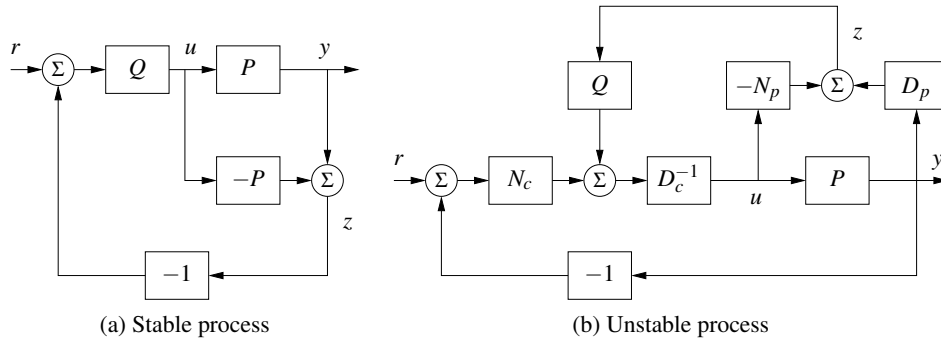 r
Σ
Q
u
P
y
−P
Σ
z
−1
(a) Stable process
z
Q
−N_p
Σ
D_p
r
Σ
N_c
Σ
D_c^{−1}
u
P
y
−1
(b) Unstable process